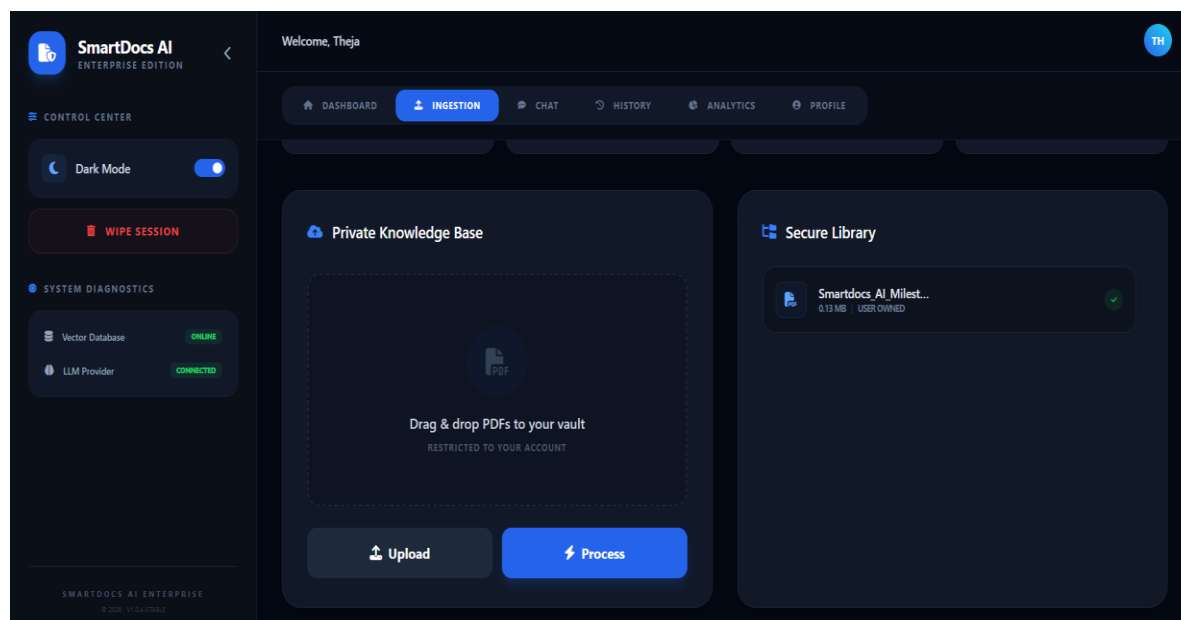 SmartDocs AI
ENTERPRISE EDITION
CONTROL CENTER
Dark Mode
WIPE SESSION
SYSTEM DIAGNOSTICS
Vector Database
ONLINE
LLM Provider
CONNECTED
SMARTDOCS AI ENTERPRISE
Welcome, Theja
TH
DASHBOARD
INGESTION
CHAT
HISTORY
ANALYTICS
PROFILE
Private Knowledge Base
PDF
Drag & drop PDFs to your vault
RESTRICTED TO YOUR ACCOUNT
Upload
Process
Secure Library
PDF
Smartdocs_AI_Milest...
0.13 MB | USER OWNED